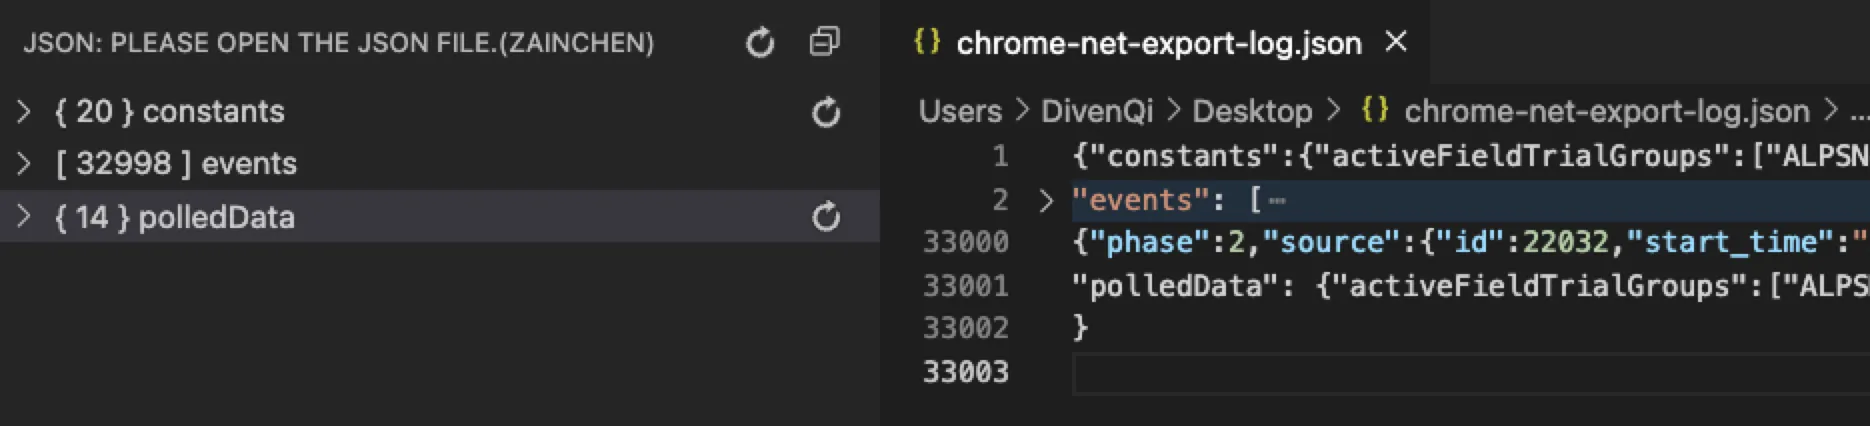 JSON: PLEASE OPEN THE JSON FILE.(ZAINCHEN)
{ 20 } constants
[ 32998 ] events
{ 14 } polledData
{} chrome-net-export-log.json ×
Users > DivenQi > Desktop > {} chrome-net-export-log.json > ...
1 {"constants":{"activeFieldTrialGroups":["ALPSN
2 > "events": [⋯
33000 {"phase":2,"source":{"id":22032,"start_time":"
33001 "polledData": {"activeFieldTrialGroups":["ALPS
33002 }
33003